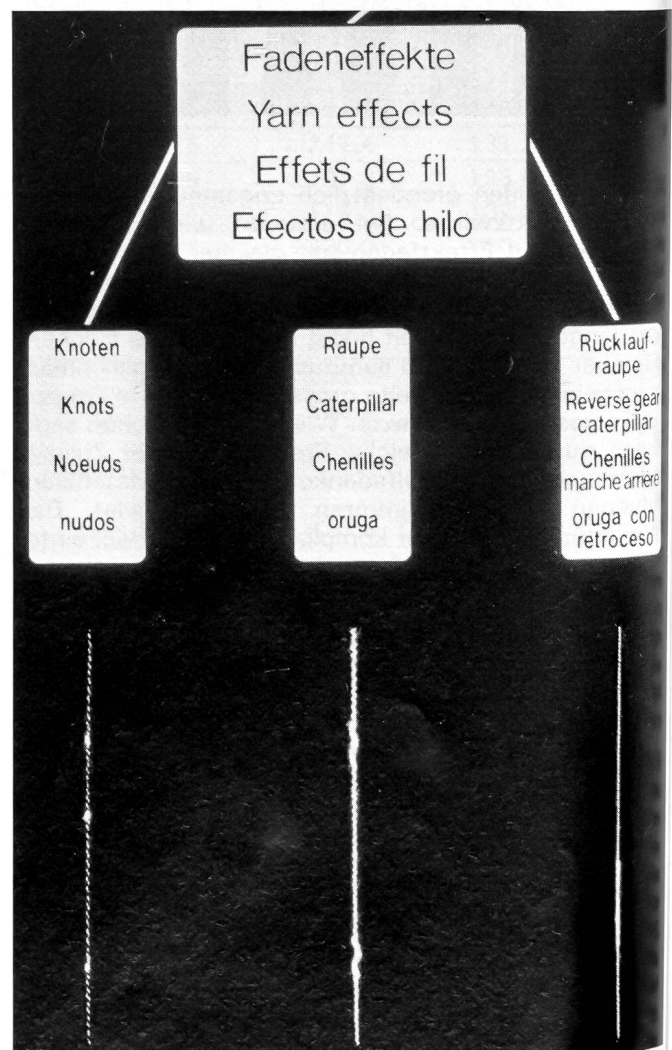 Fadeneffekte
Yarn effects
Effets de fil
Efectos de hilo
Knoten
Knots
Noeuds
nudos
Raupe
Caterpillar
Chenilles
oruga
Rücklauf-
raupe
Reverse gear
caterpillar
Chenilles
marche arrière
oruga con
retroceso